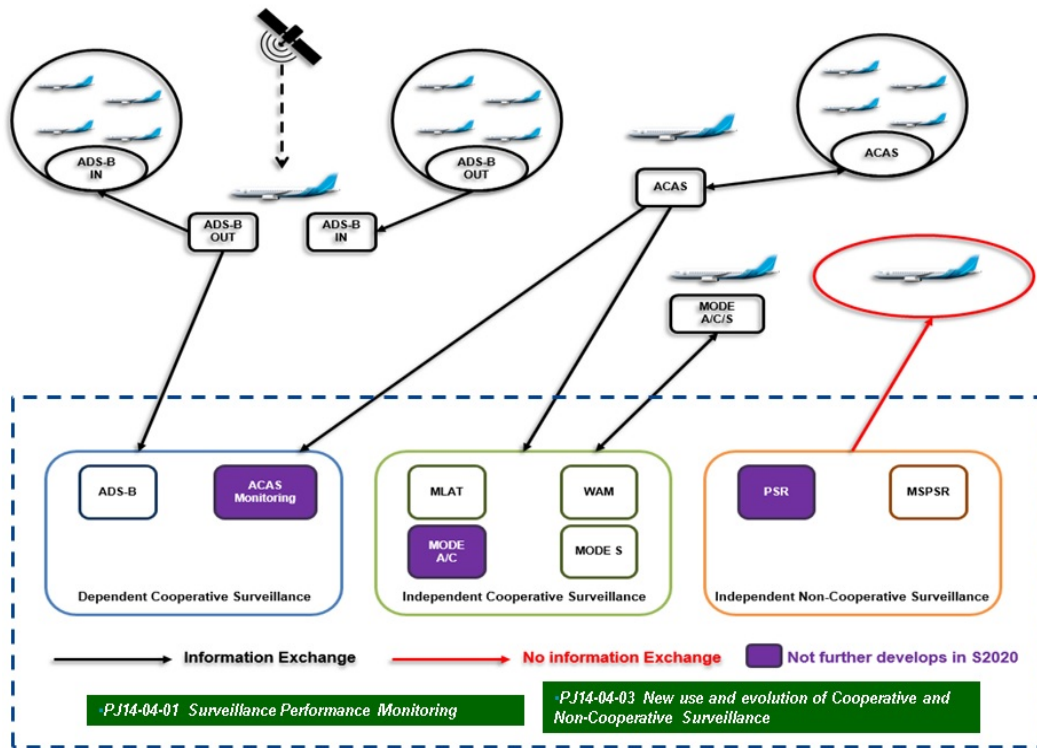 ADS-B
IN
ADS-B
OUT
ACAS
ADS-B
OUT
ADS-B
IN
ACAS
MODE
A/C/S
ADS-B
ACAS
Monitoring
MLAT
WAM
MODE
A/C
MODE S
PSR
MSPSR
Dependent Cooperative Surveillance
Independent Cooperative Surveillance
Independent Non-Cooperative Surveillance
Information Exchange
No information Exchange
Not further develops in S2020
▪PJ14-04-01 Surveillance Performance Monitoring
▪PJ14-04-03 New use and evolution of Cooperative and
Non-Cooperative Surveillance